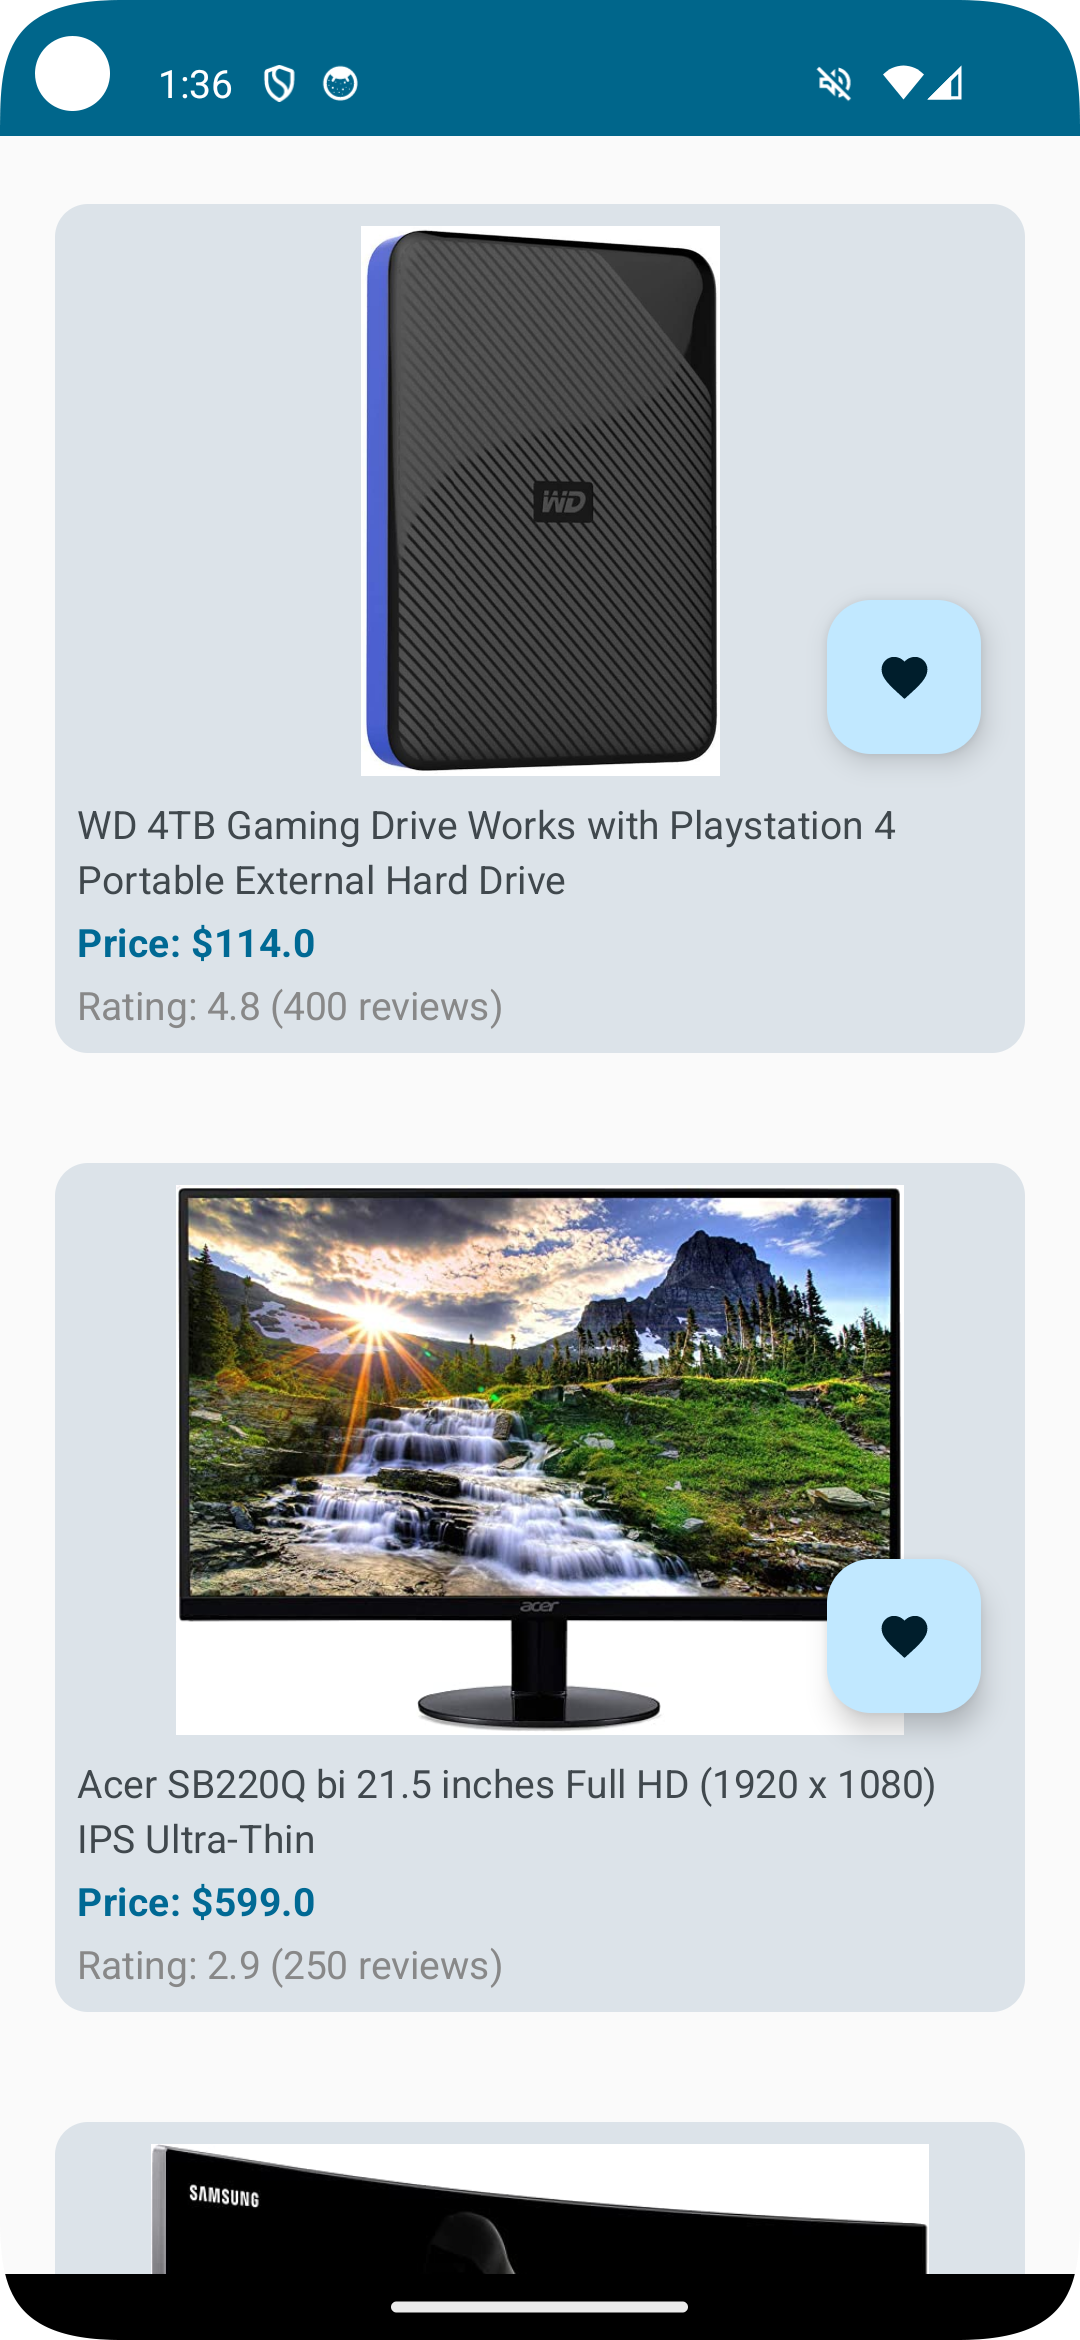 1:36
WD
WD 4TB Gaming Drive Works with Playstation 4
Portable External Hard Drive
Price: $114.0
Rating: 4.8 (400 reviews)
acer
Acer SB220Q bi 21.5 inches Full HD (1920 x 1080)
IPS Ultra-Thin
Price: $599.0
Rating: 2.9 (250 reviews)
SAMSUNG